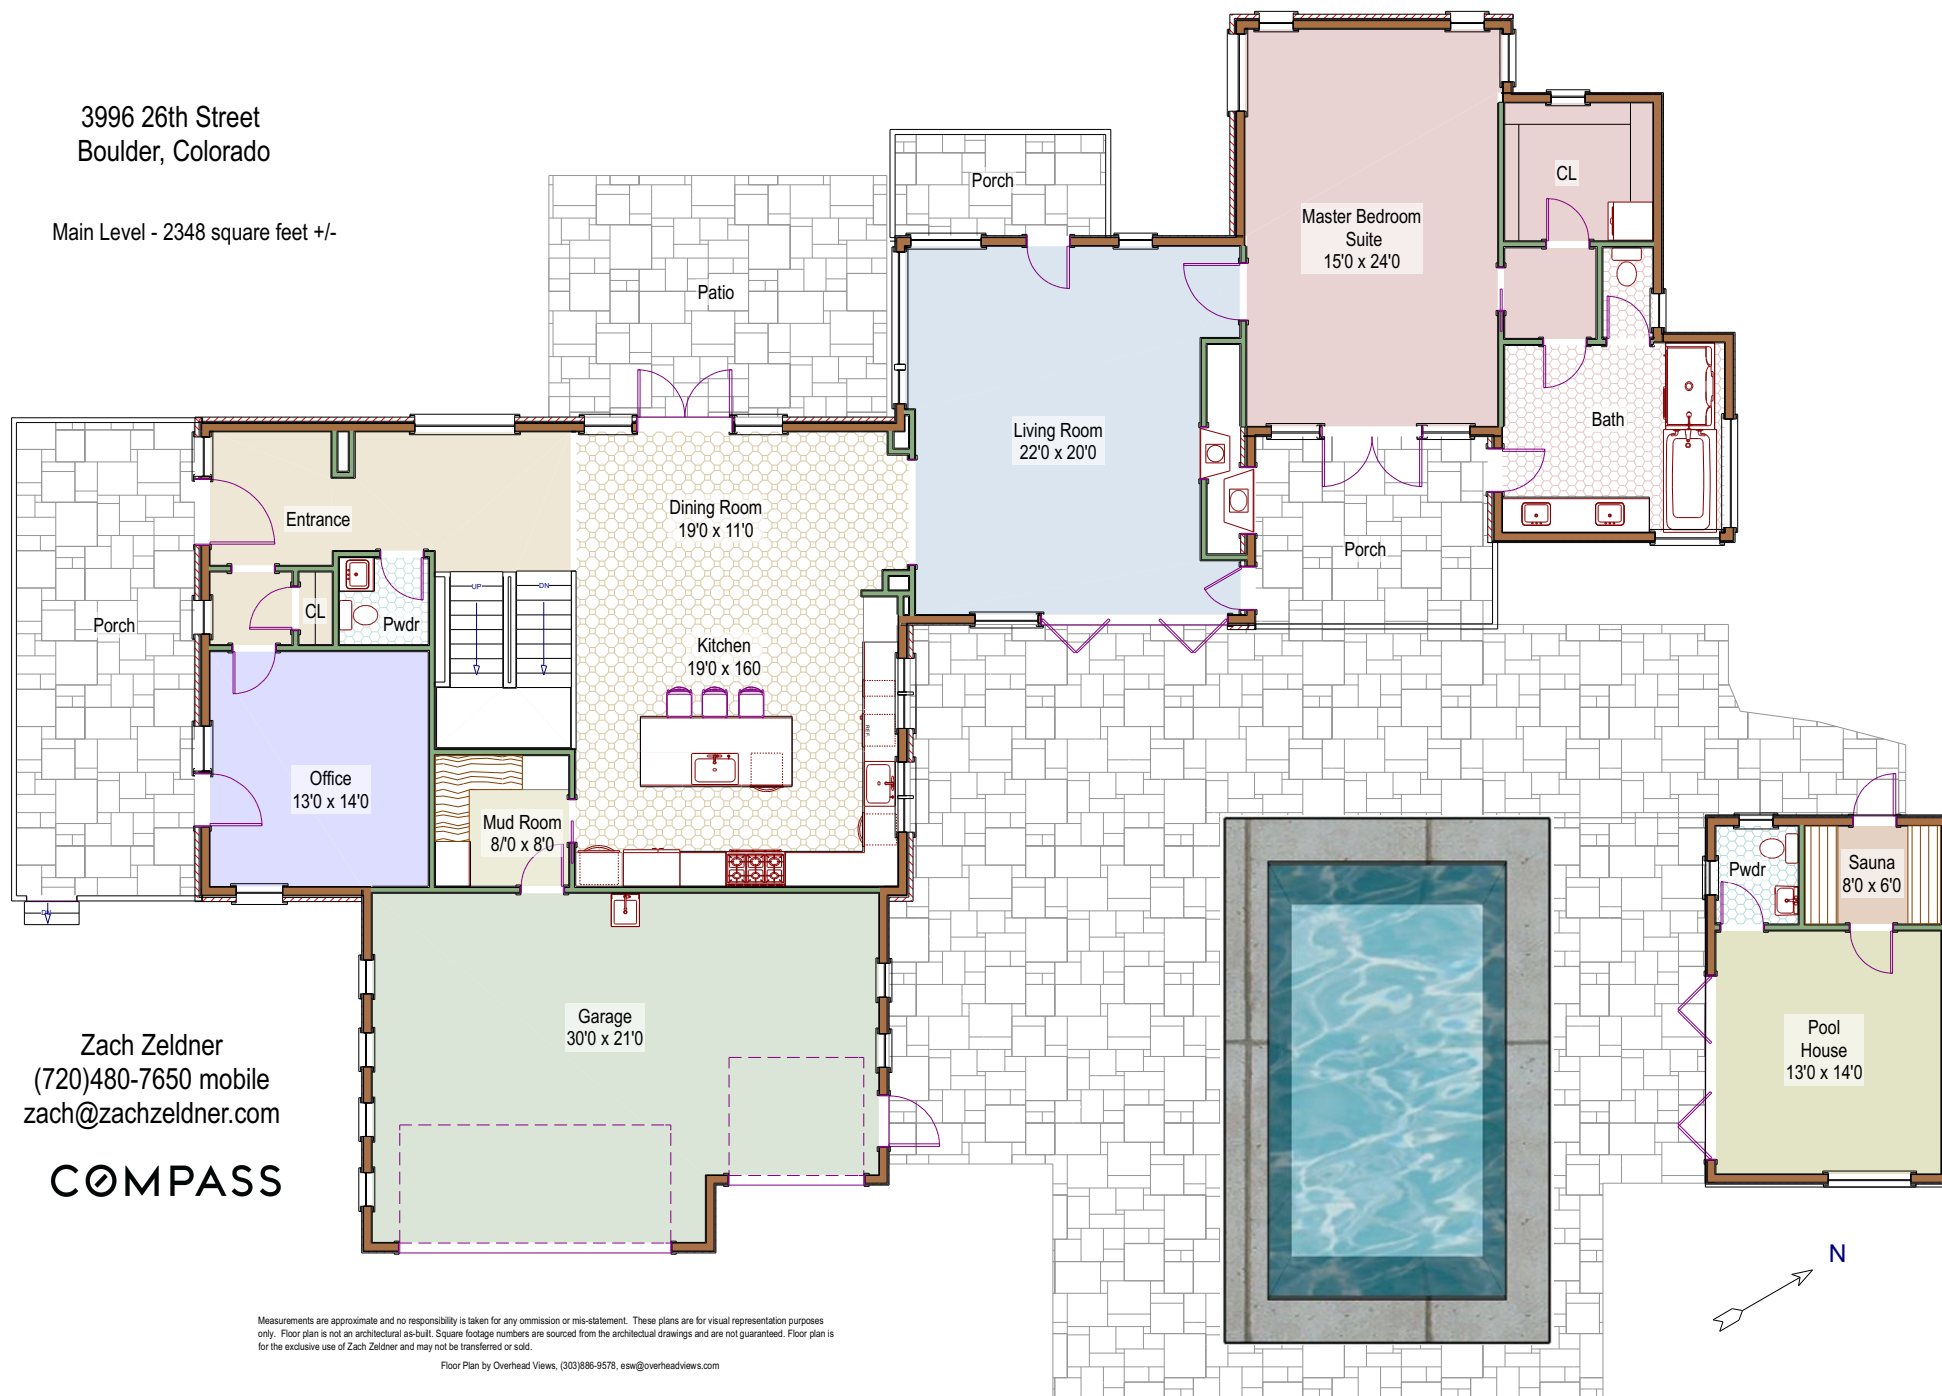 3996 26th Street
Boulder, Colorado
Main Level - 2348 square feet +/-
Porch
Patio
Master Bedroom
Suite
15'0 x 24'0
CL
Living Room
22'0 x 20'0
Bath
Dining Room
19'0 x 11'0
Entrance
Porch
UP
DN
CL
Pwdr
Porch
Kitchen
19'0 x 160
REF.
Office
13'0 x 14'0
Mud Room
8/'0 x 8'0
Pwdr
Sauna
8'0 x 6'0
DN
Garage
30'0 x 21'0
Pool
House
13'0 x 14'0
Zach Zeldner
(720)480-7650 mobile
zach@zachzeldner.com
COMPASS
N
Measurements are approximate and no responsibility is taken for any ommission or mis-statement. These plans are for visual representation purposes
only. Floor plan is not an architectural as-built. Square footage numbers are sourced from the architectual drawings and are not guaranteed. Floor plan is
for the exclusive use of Zach Zeldner and may not be transferred or sold.
Floor Plan by Overhead Views, (303)886-9578, esw@overheadviews.com